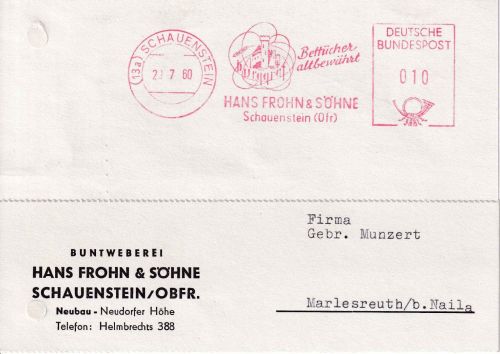 (13a) SCHAUENSTEIN
7 60
Burggraf
Bettücher
altbewährt
HANS FROHN & SÖHNE
Schauenstein (Ofr)
DEUTSCHE
BUNDESPOST
010
Firma
Gebr. Munzert
Marlesreuth/b.Naila
BUNTWEBEREI
HANS FROHN & SÖHNE
SCHAUENSTEIN/OBFR.
Neubau - Neudorfer Höhe
Telefon: Helmbrechts 388